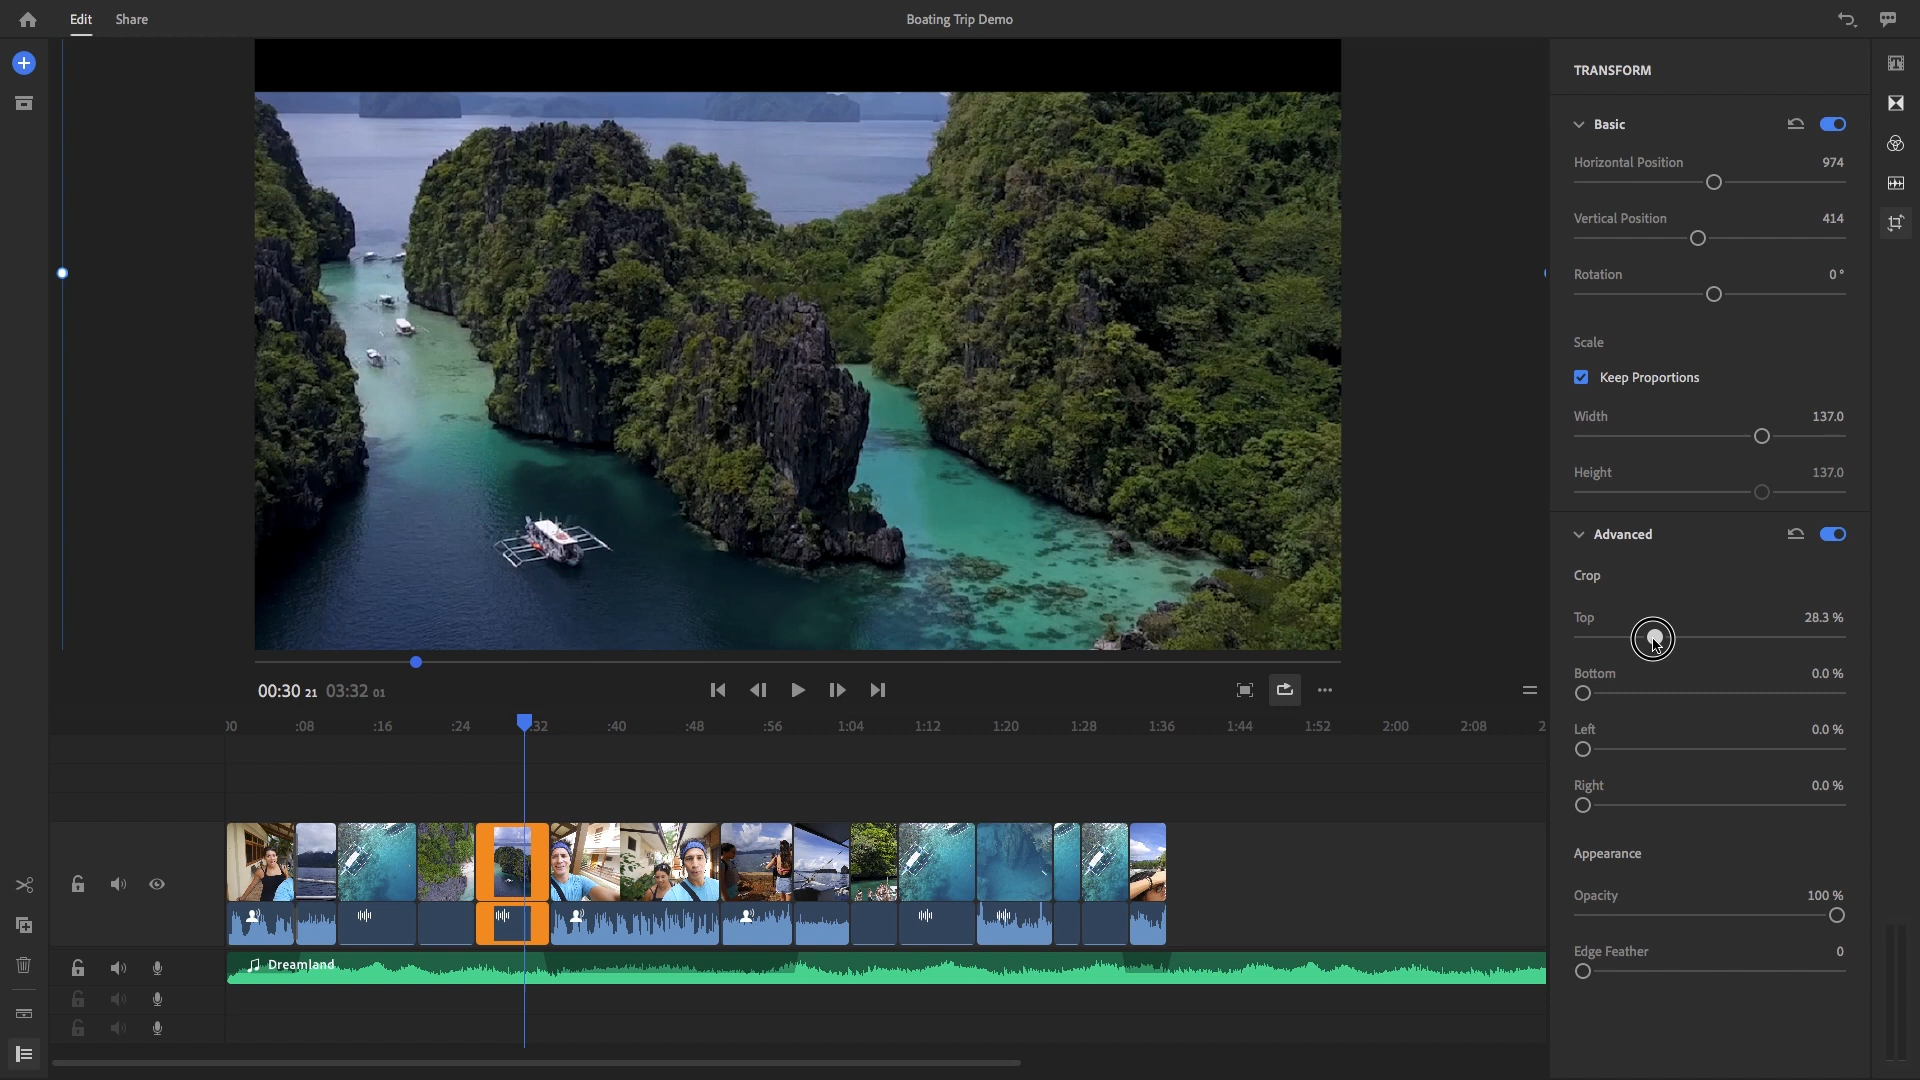 Edit Share Boating Trip Demo
TRANSFORM
Basic
Horizontal Position 974
Vertical Position 414
Rotation 0 °
Scale
Keep Proportions
Width 137.0
Height 137.0
Advanced
Crop
Top 28.3 %
Bottom 0.0 %
Left 0.0 %
Right 0.0 %
Appearance
Opacity 100 %
Edge Feather 0
00:30 21 03:32 01
:08 :16 :24 :32 :40 :48 :56 1:04 1:12 1:20 1:28 1:36 1:44 1:52 2:00 2:08
Dreamland